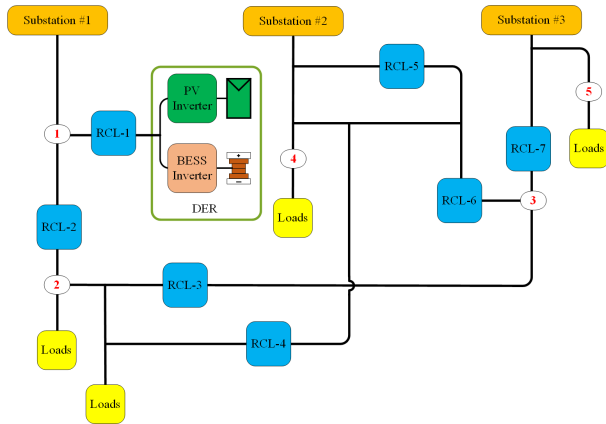 Substation #1
Substation #2
Substation #3
RCL-5
PV
Inverter
5
1
RCL-1
RCL-7
Loads
4
BESS
Inverter
+
−
DER
RCL-6
3
Loads
RCL-2
2
RCL-3
RCL-4
Loads
Loads